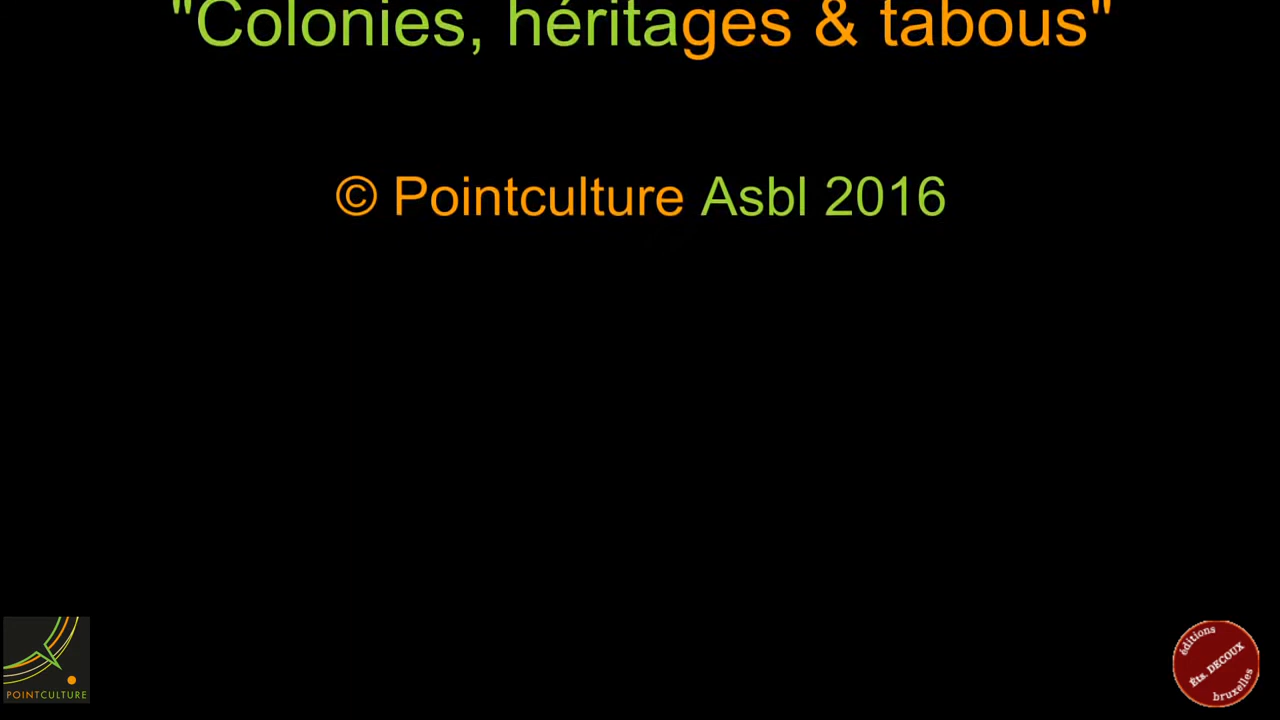 "Colonies, héritages & tabous"
© Pointculture Asbl 2016
POINTCULTURE
éditions
Éts. DECOUX
bruxelles